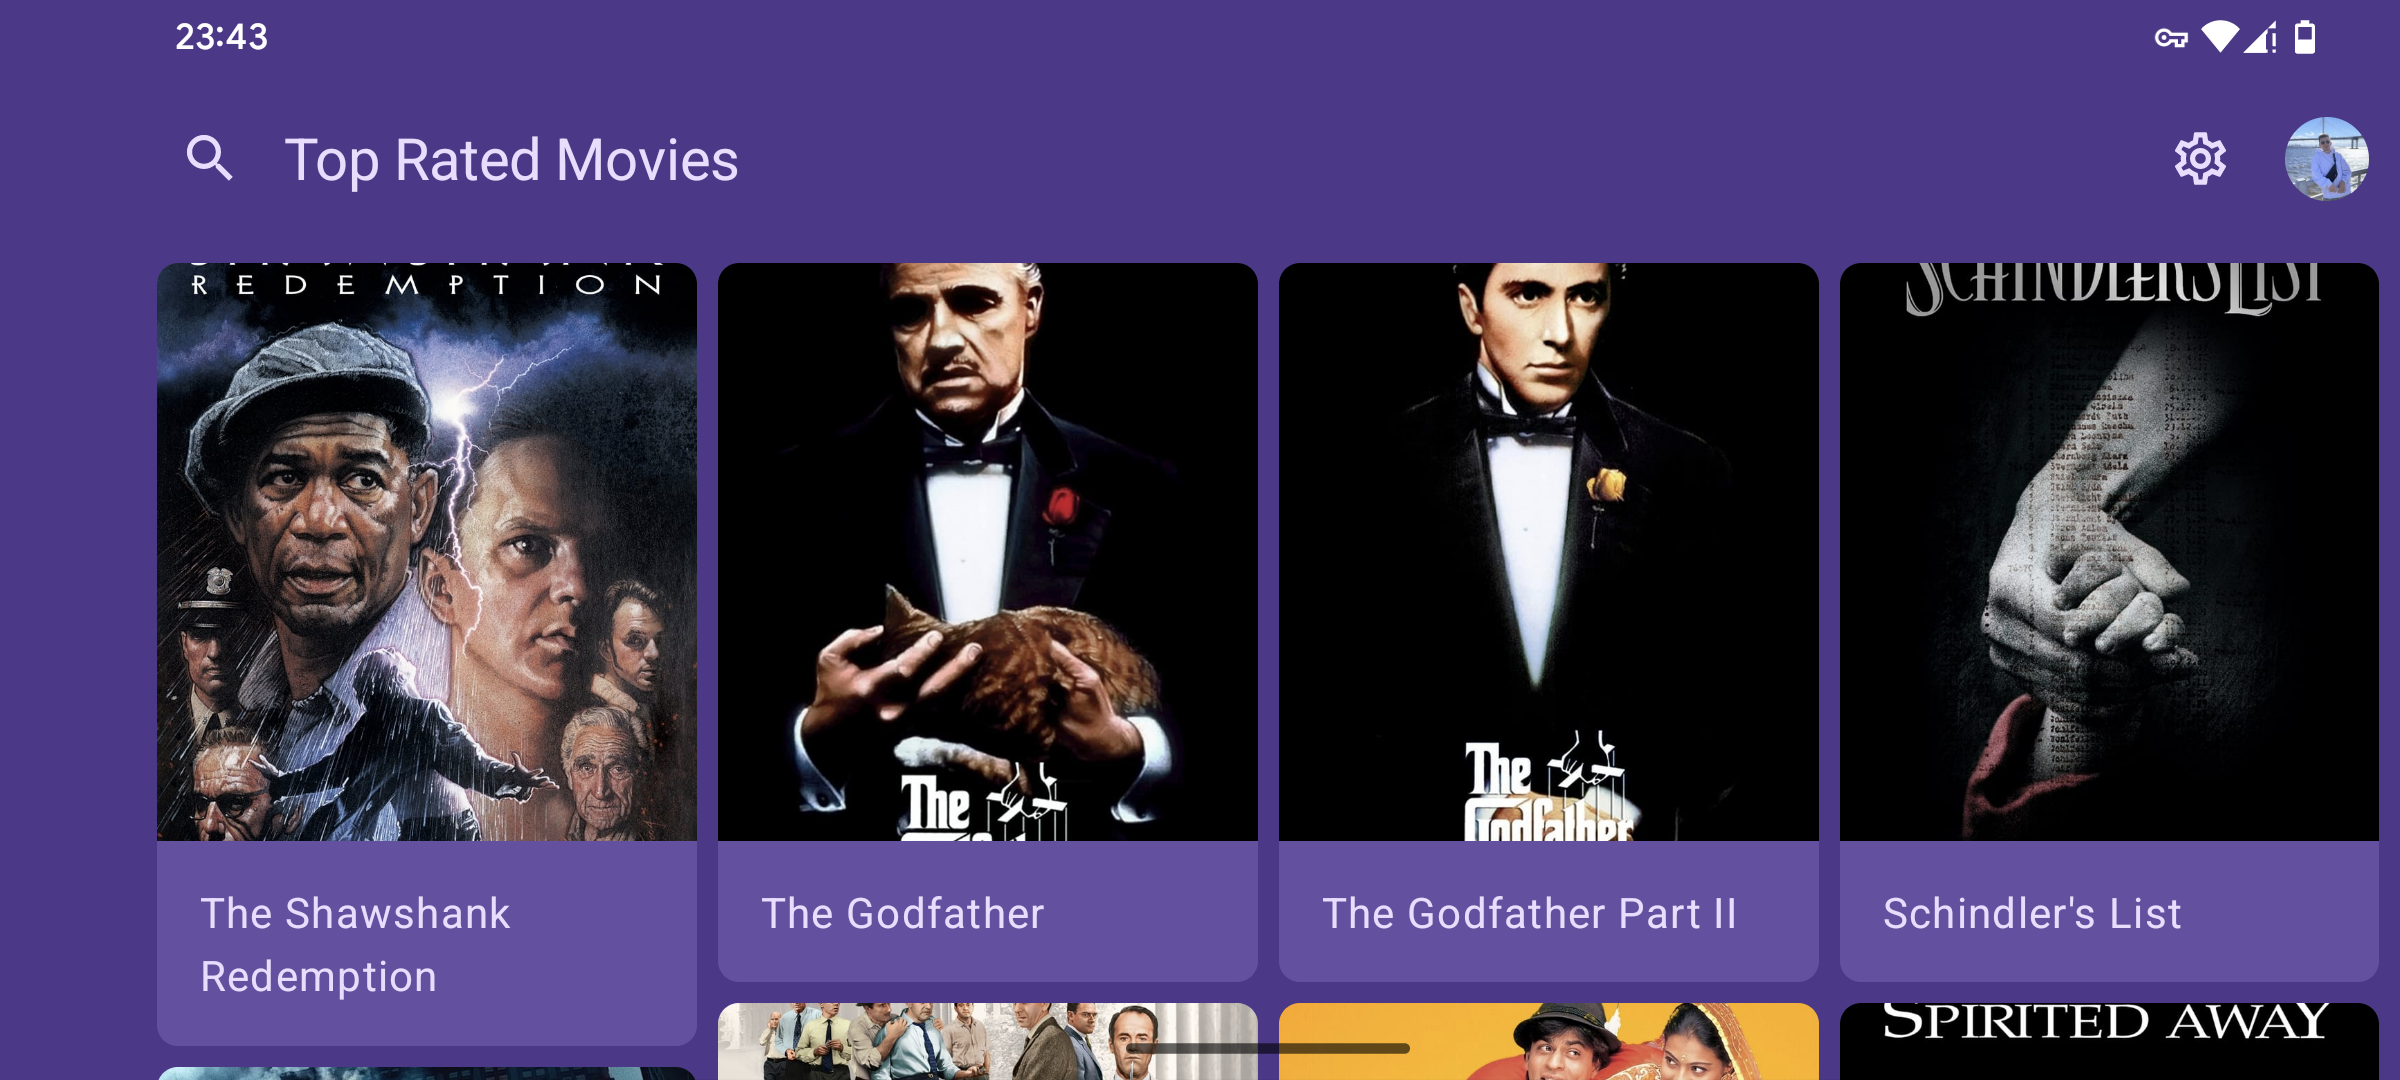 23:43
Top Rated Movies
REDEMPTION
SCHINDLER'S LIST
The
The
Godfather
The Shawshank
Redemption
The Godfather
The Godfather Part II
Schindler's List
SPIRITED AWAY